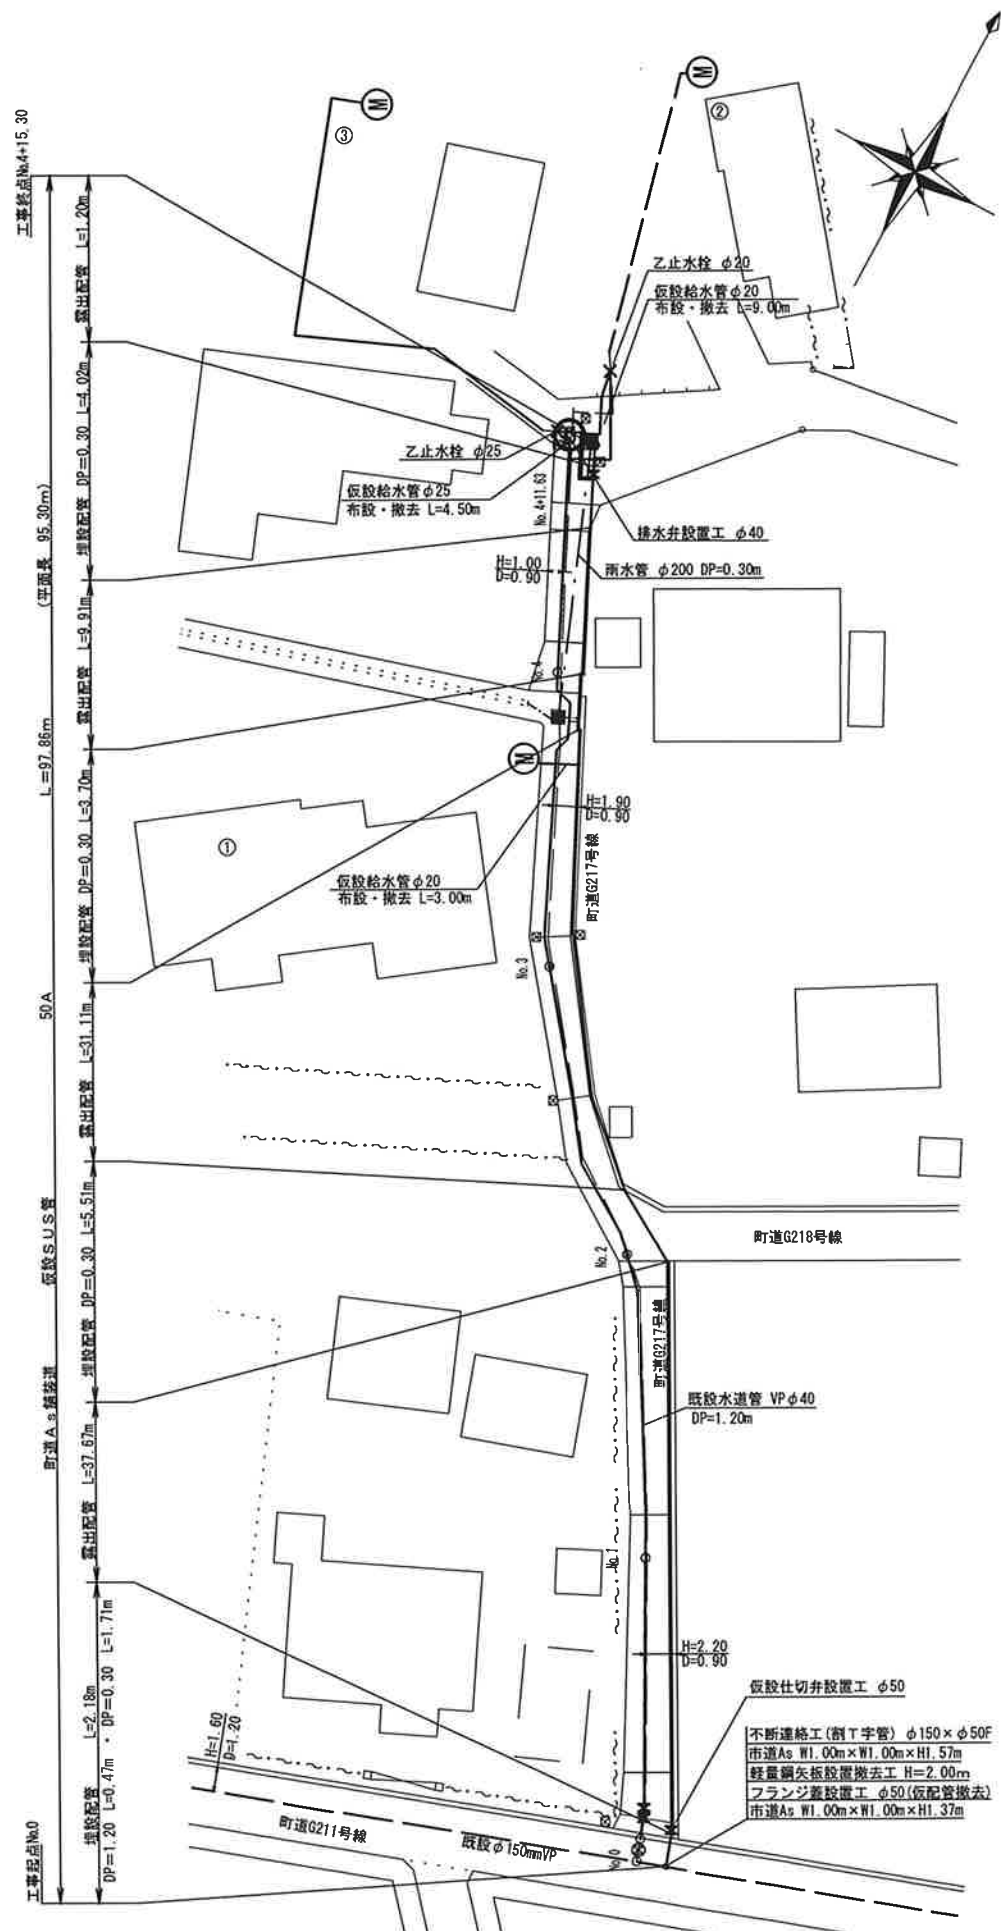 工事終点No.4+15.30
露出配管 L=1.20m
埋設配管 DP=0.30 L=4.02m
露出配管 L=9.91m
埋設配管 DP=0.30 L=3.70m
露出配管 L=31.11m
埋設配管 DP=0.30 L=5.51m
露出配管 L=37.67m
埋設配管 L=2.18m
DP=1.20 L=0.47m ・ DP=0.30 L=1.71m
工事起点No.0
町道As舗装道 仮設SUS管 50A L=97.86m (平面長 95.30m)
M
③
M
②
乙止水栓 φ20
仮設給水管φ20
布設・撤去 L=9.00m
乙止水栓 φ25
仮設給水管φ25
布設・撤去 L=4.50m
No.4+11.63
排水弁設置工 φ40
H=1.00
D=0.90
雨水管 φ200 DP=0.30m
No.4
M
H=1.90
D=0.90
町道G217号線
①
仮設給水管φ20
布設・撤去 L=3.00m
No.3
町道G218号線
No.2
町道G217号線
既設水道管 VPφ40
DP=1.20m
No.1
H=2.20
D=0.90
仮設仕切弁設置工 φ50
不断連絡工(割T字管) φ150×φ50F
市道As W1.00m×W1.00m×H1.57m
軽量鋼矢板設置撤去工 H=2.00m
フランジ蓋設置工 φ50(仮配管撤去)
市道As W1.00m×W1.00m×H1.37m
H=1.60
D=1.20
町道G211号線
既設φ150mmVP
No.0